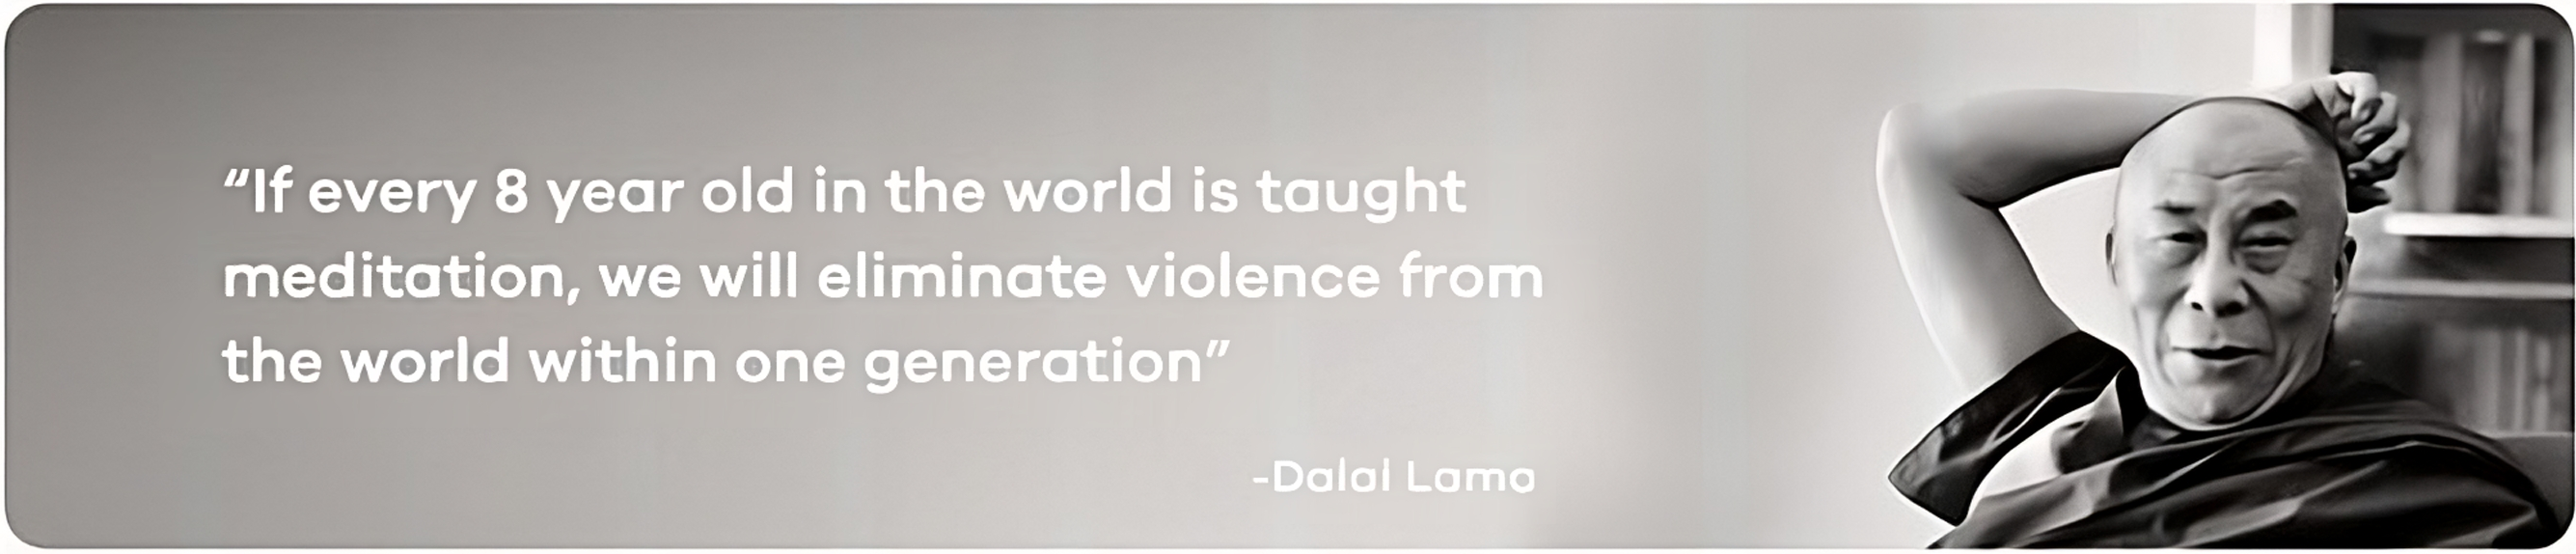 “If every 8 year old in the world is taught
meditation, we will eliminate violence from
the world within one generation”
-Dalal Lama